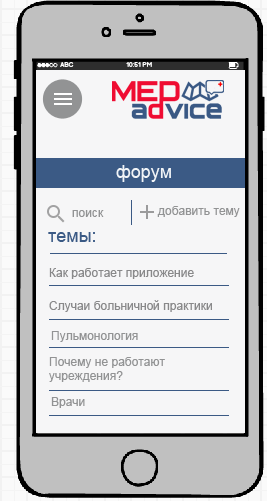 ABC 10:51 PM
MED
advice
форум
поиск добавить тему
темы:
Как работает приложение
Случаи больничной практики
Пульмонология
Почему не работают
учреждения?
Врачи